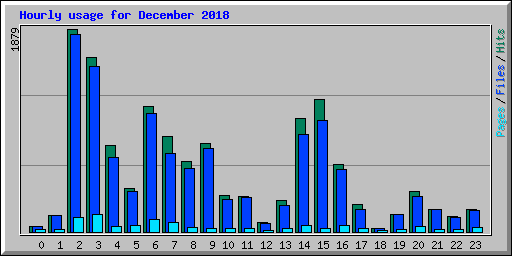 Hourly usage for December 2018
1879
Pages/Files/Hits
0 1 2 3 4 5 6 7 8 9 10 11 12 13 14 15 16 17 18 19 20 21 22 23